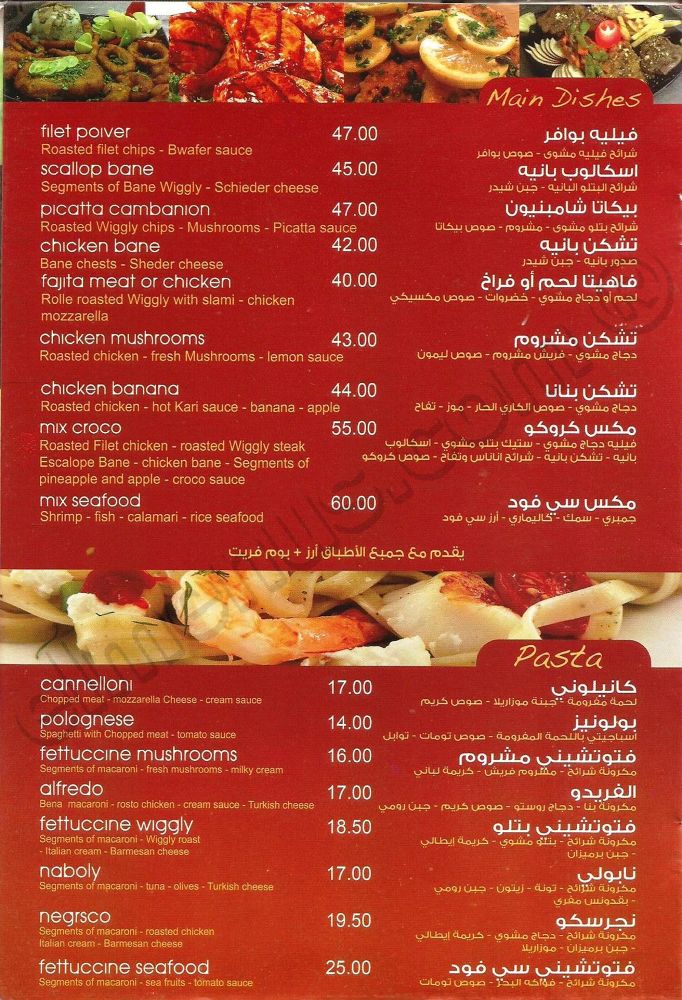 Main Dishes
filet poiver 47.00 فيليه بوافر
Roasted filet chips - Bwafer sauce شرائح فيليه مشوي - صوص بوافر
scallop bane 45.00 اسكالوب بانيه
Segments of Bane Wiggly - Schieder cheese شرائح البتلو البانيه - جبن شيدر
picatta cambanion 47.00 بيكاتا شامبنيون
Roasted Wiggly chips - Mushrooms - Picatta sauce شرائح بتلو مشوي - مشروم - صوص بيكاتا
chicken bane 42.00 تشكن بانيه
Bane chests - Sheder cheese صدور بانيه - جبن شيدر
fajita meat or chicken 40.00 فاهيتا لحم أو فراخ
Rolle roasted Wiggly with slami - chicken لحم أو دجاج مشوي - خضروات - صوص مكسيكي
mozzarella
chicken mushrooms 43.00 تشكن مشروم
Roasted chicken - fresh Mushrooms - lemon sauce دجاج مشوي - فريش مشروم - صوص ليمون
chicken banana 44.00 تشكن بنانا
Roasted chicken - hot Kari sauce - banana - apple دجاج مشوي - صوص الكاري الحار - موز - تفاح
mix croco 55.00 مكس كروكو
Roasted Filet chicken - roasted Wiggly steak فيليه دجاج مشوي - ستيك بتلو مشوي - اسكالوب
Escalope Bane - chicken bane - Segments of بانيه - تشكن بانيه - شرائح اناناس وتفاح - صوص كروكو
pineapple and apple - croco sauce
mix seafood 60.00 مكس سي فود
Shrimp - fish - calamari - rice seafood جمبري - سمك - كاليماري - أرز سي فود
يقدم مع جميع الأطباق أرز + بوم فريت
Pasta
cannelloni 17.00 كانيلوني
Chopped meat - mozzarella Cheese - cream sauce لحمة مفرومة - جبنة موزاريلا - صوص كريم
polognese 14.00 بولونيز
Spaghetti with Chopped meat - tomato sauce اسباجيتي باللحمة المفرومة - صوص تومات - توابل
fettuccine mushrooms 16.00 فتوتشيني مشروم
Segments of macaroni - fresh mushrooms - milky cream مكرونة شرائح - مشروم فريش - كريمة لباني
alfredo 17.00 الفريدو
Bena macaroni - rosto chicken - cream sauce - Turkish cheese مكرونة بنا - دجاج روستو - صوص كريم - جبن رومي
fettuccine wiggly 18.50 فتوتشيني بتلو
Segments of macaroni - Wiggly roast مكرونة شرائح - بتلو مشوي - كريمة إيطالي
- Italian cream - Barmesan cheese - جبن برميزان
naboly 17.00 نابولي
Segments of macaroni - tuna - olives - Turkish cheese مكرونة شرائح - تونة - زيتون - جبن رومي
- بقدونس مفري
negrsco 19.50 نجرسكو
Segments of macaroni - roasted chicken مكرونة شرائح - دجاج مشوي - كريمة إيطالي
Italian cream - Barmesan cheese - جبن برميزان - موزاريلا
fettuccine seafood 25.00 فتوتشيني سي فود
Segments of macaroni - sea fruits - tomato sauce مكرونة شرائح - فواكه البحر - صوص تومات